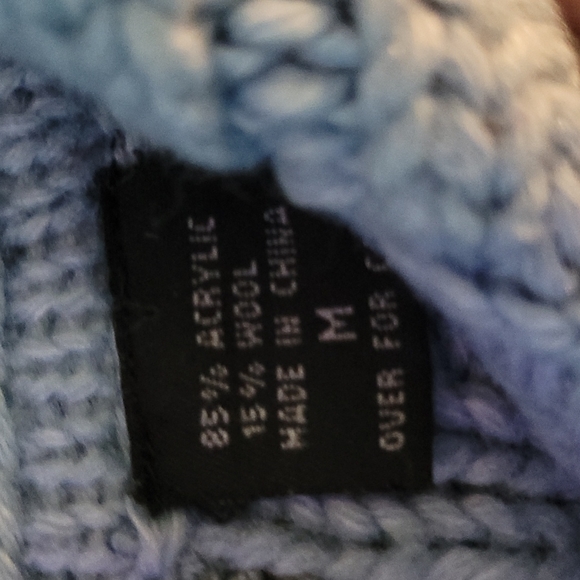 85% ACRYLIC
15% WOOL
MADE IN CHINA
M
OVER FOR